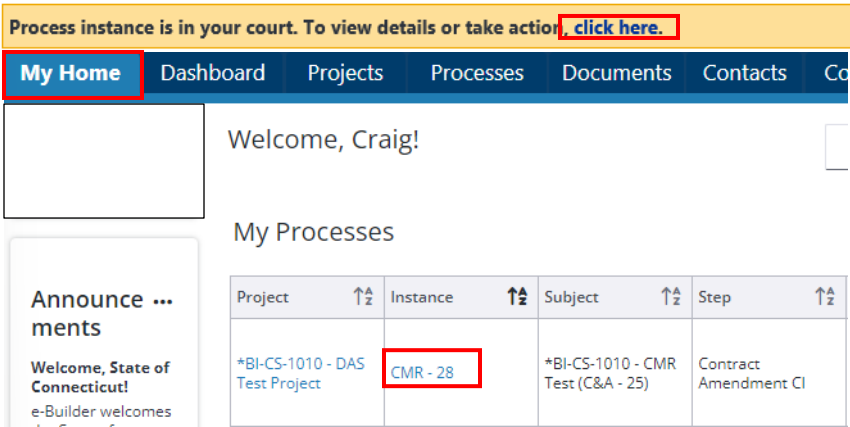 Process instance is in your court. To view details or take action, click here.
My Home Dashboard Projects Processes Documents Contacts Co
Welcome, Craig!
My Processes
Announce ...
ments
Welcome, State of
Connecticut!
e-Builder welcomes
Project Instance Subject Step
*BI-CS-1010 - DAS
Test Project
CMR - 28
*BI-CS-1010 - CMR
Test (C&A - 25)
Contract
Amendment CI